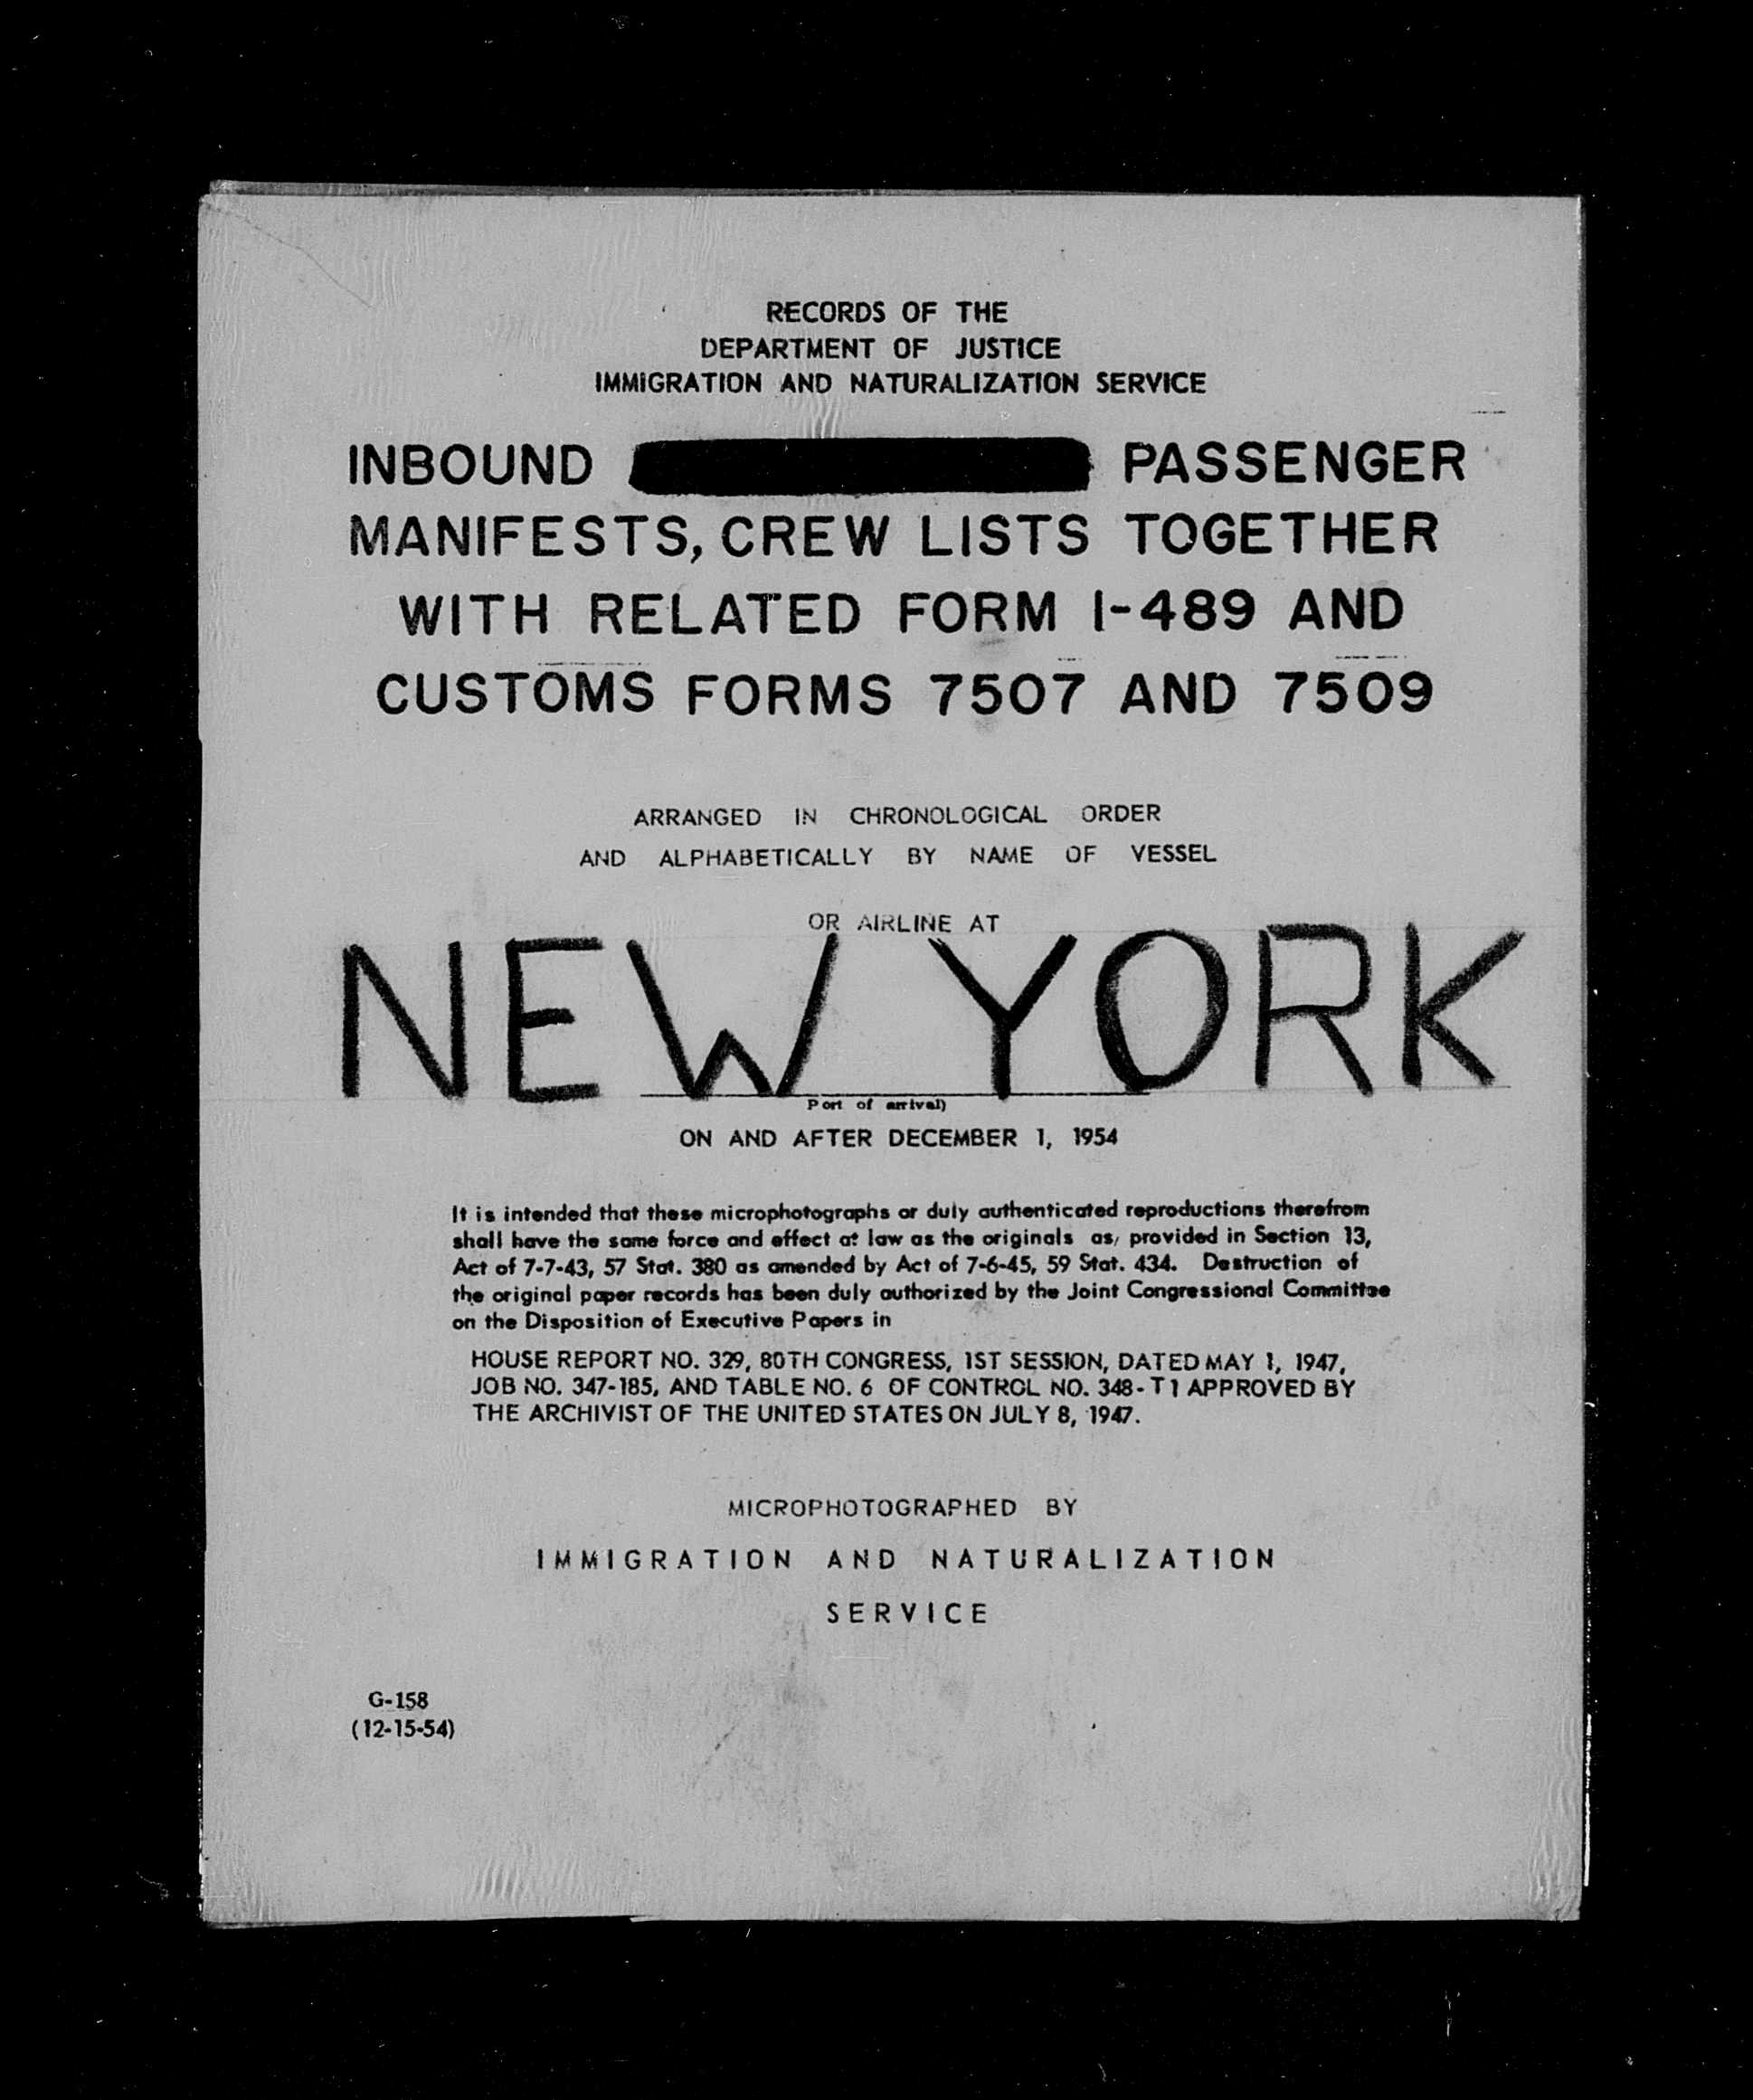 RECORDS OF THE
DEPARTMENT OF JUSTICE
IMMIGRATION AND NATURALIZATION SERVICE
INBOUND PASSENGER
MANIFESTS, CREW LISTS TOGETHER
WITH RELATED FORM I-489 AND
CUSTOMS FORMS 7507 AND 7509
ARRANGED IN CHRONOLOGICAL ORDER
AND ALPHABETICALLY BY NAME OF VESSEL
OR AIRLINE AT
NEW YORK
Port of arrival)
ON AND AFTER DECEMBER 1, 1954
It is intended that these microphotographs or duly authenticated reproductions therefrom
shall have the same force and effect at law as the originals as, provided in Section 13,
Act of 7-7-43, 57 Stat. 380 as amended by Act of 7-6-45, 59 Stat. 434. Destruction of
the original paper records has been duly authorized by the Joint Congressional Committee
on the Disposition of Executive Papers in
HOUSE REPORT NO. 329, 80TH CONGRESS, 1ST SESSION, DATED MAY 1, 1947,
JOB NO. 347-185, AND TABLE NO. 6 OF CONTROL NO. 348-T1 APPROVED BY
THE ARCHIVIST OF THE UNITED STATES ON JULY 8, 1947.
MICROPHOTOGRAPHED BY
IMMIGRATION AND NATURALIZATION
SERVICE
G-158
(12-15-54)